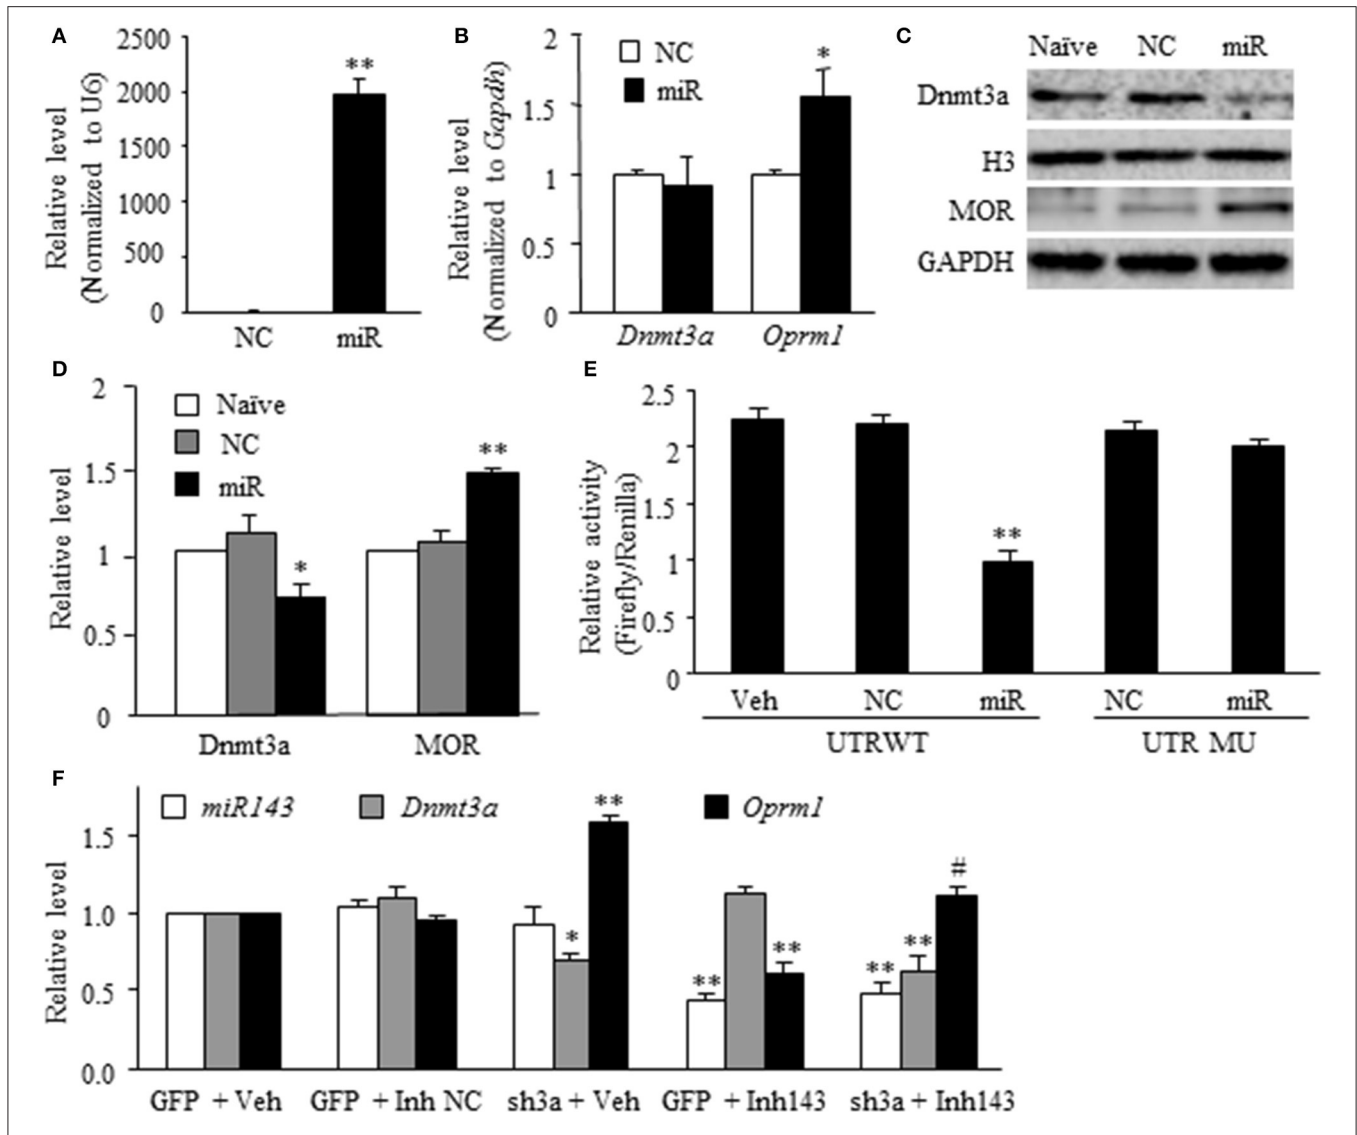 A
Relative level
(Normalized to U6)
2500
2000
1500
1000
500
0
**
NC
miR
B
Relative level
(Normalized to Gapdh)
2
1.5
1
0.5
0
NC
miR
*
Dnmt3a
Oprm1
C
Naïve NC miR
Dnmt3a
H3
MOR
GAPDH
D
Relative level
2
1.5
1
0.5
0
Naïve
NC
miR
*
**
Dnmt3a
MOR
E
Relative activity
(Firefly/Renilla)
2.5
2
1.5
1
0.5
0
**
Veh NC miR NC miR
UTRWT UTR MU
F
Relative level
1.5
1.0
0.5
0.0
miR143 Dnmt3a Oprm1
*
**
**
**
**
**
#
GFP + Veh GFP + Inh NC sh3a + Veh GFP + Inh143 sh3a + Inh143